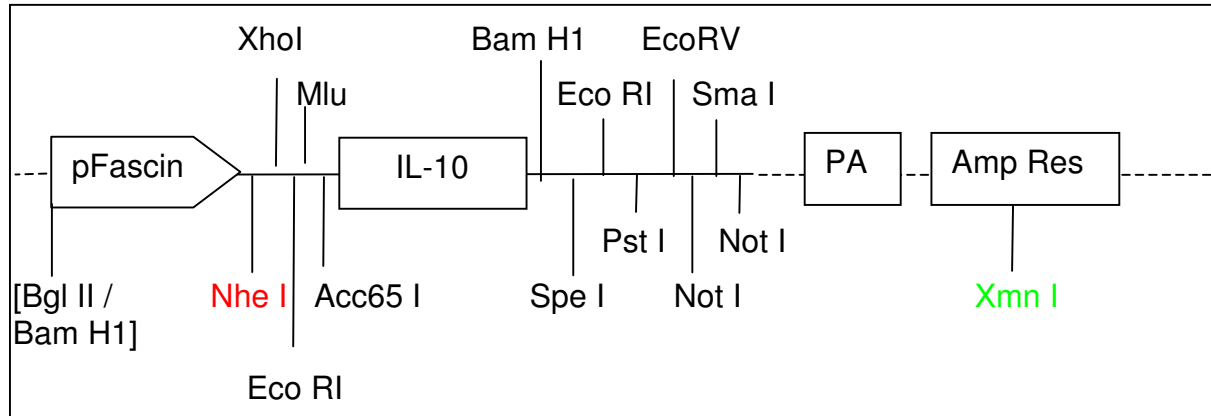 XhoI
Bam H1
EcoRV
Mlu
Eco RI
Sma I
pFascin
IL-10
PA
Amp Res
Pst I
Not I
[Bgl II /
Bam H1]
Nhe I
Acc65 I
Spe I
Not I
Xmn I
Eco RI